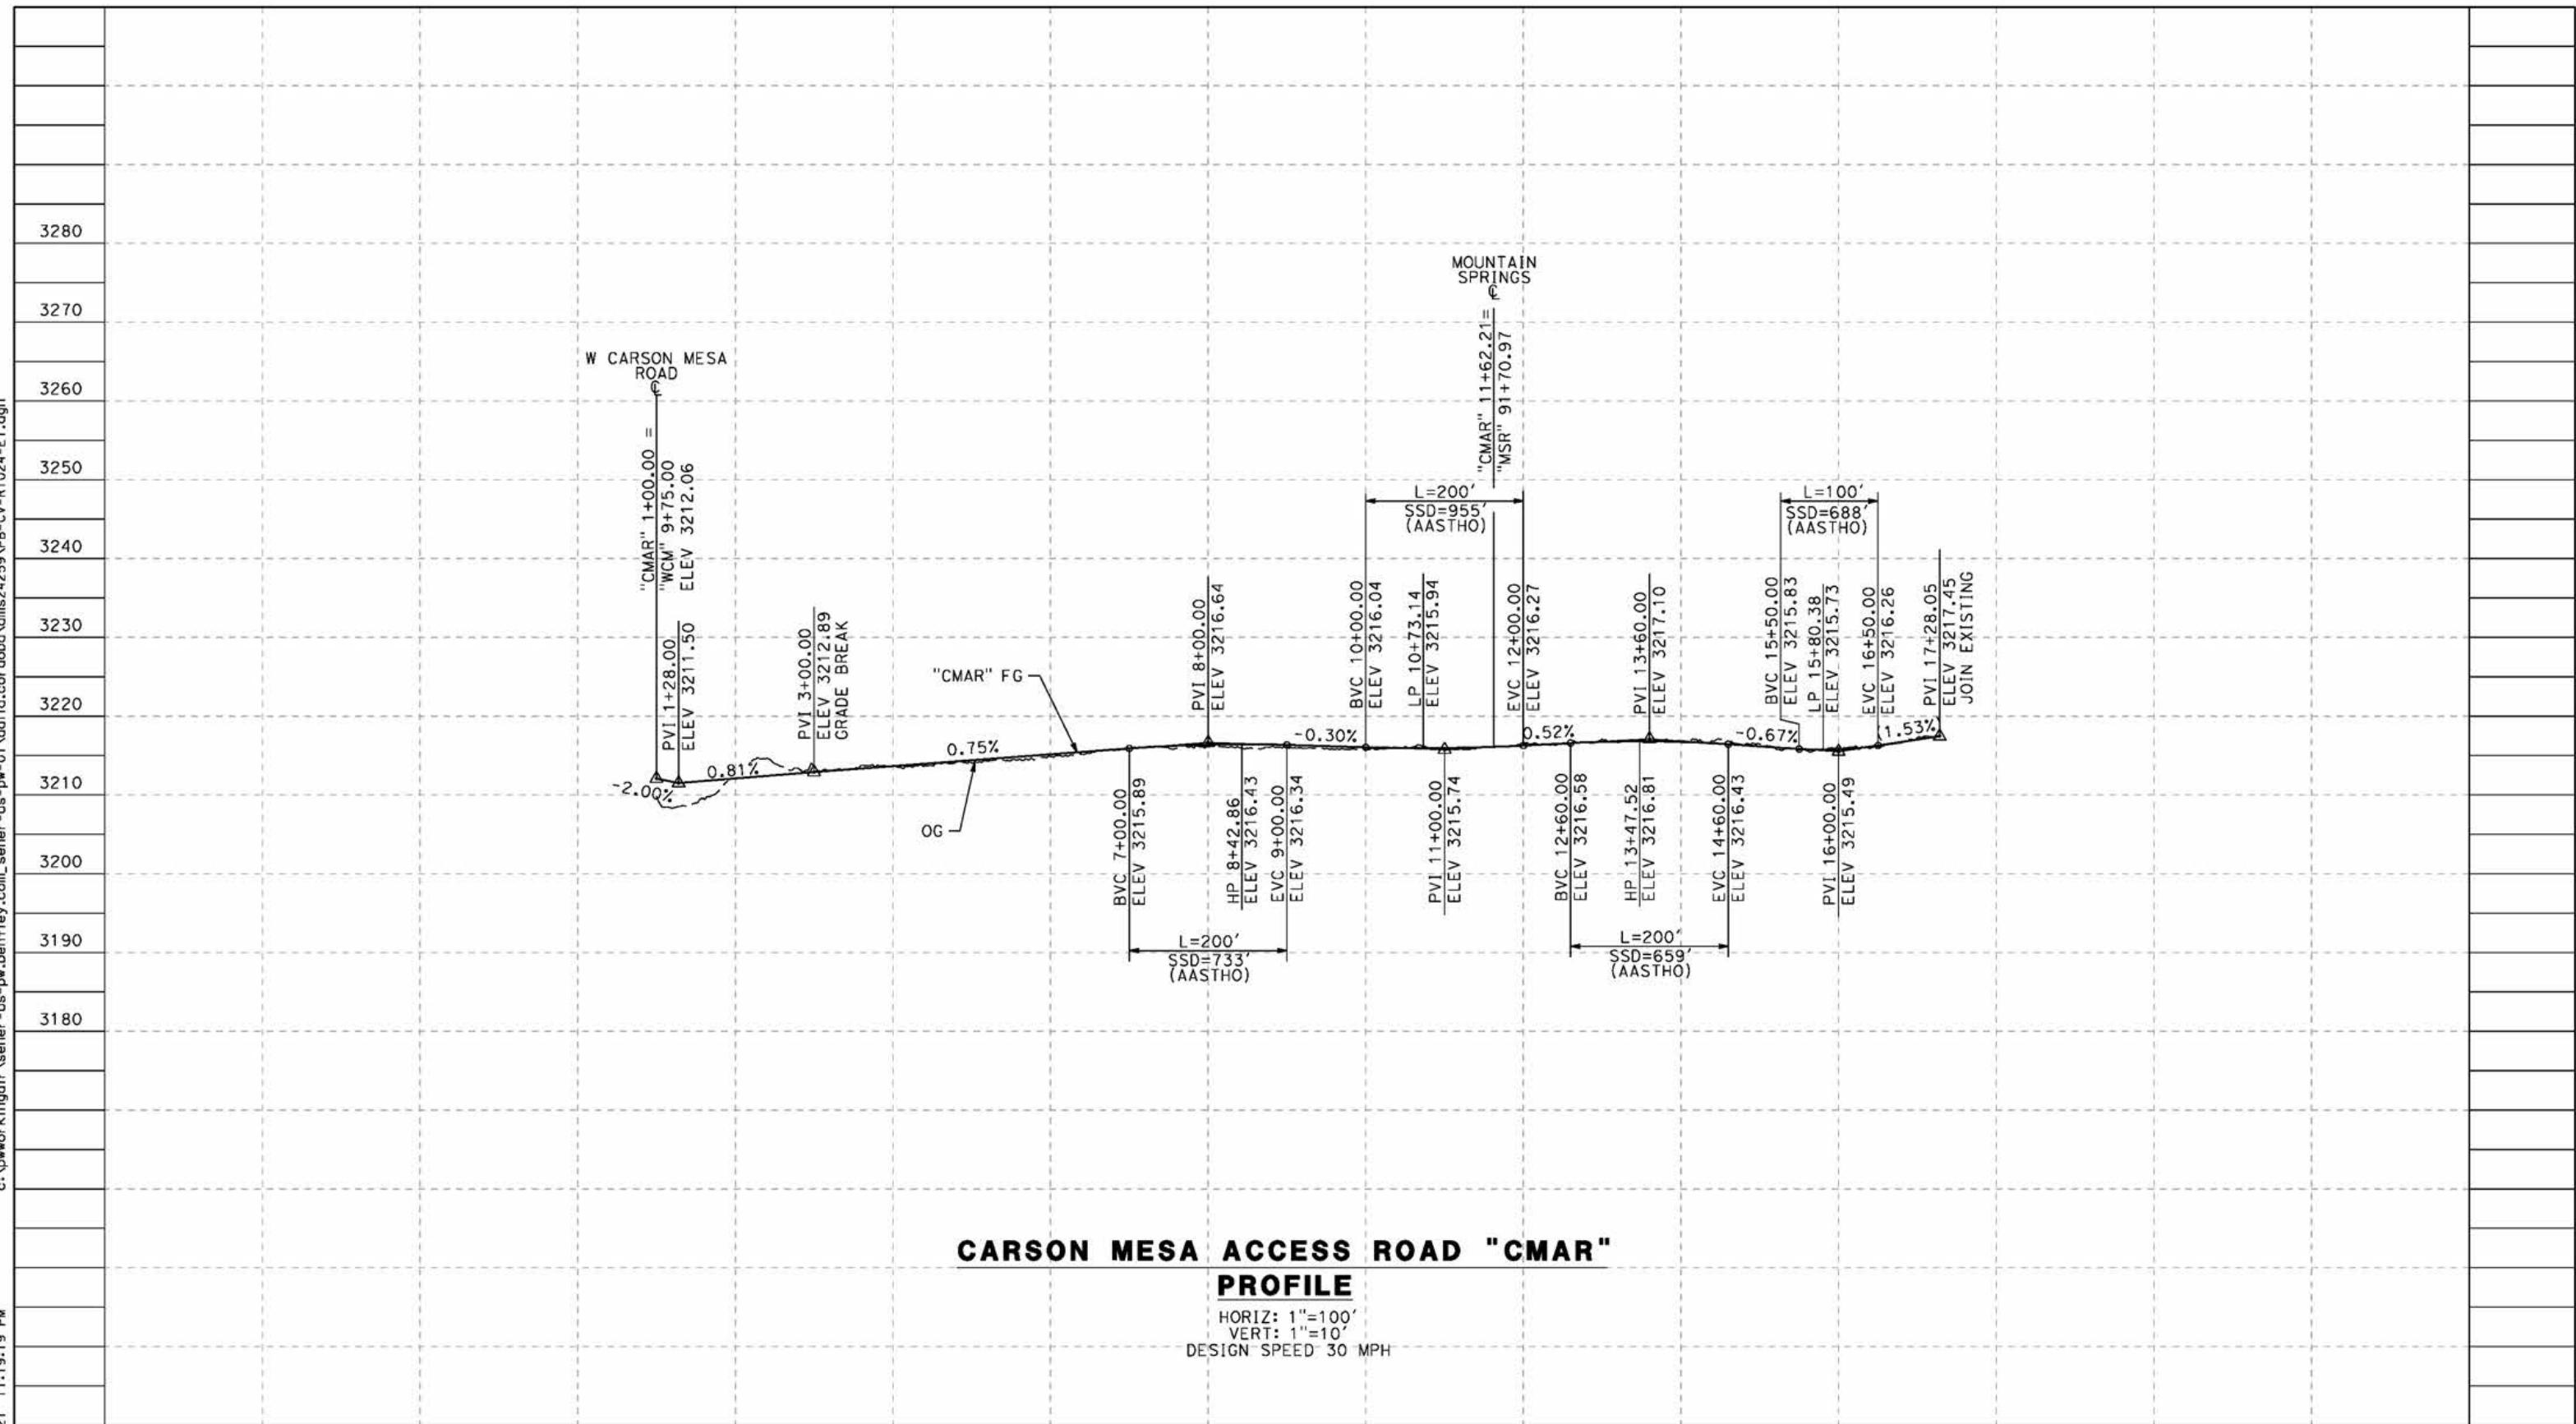 3280
3270
3260
3250
3240
3230
3220
3210
3200
3190
3180
W CARSON MESA
ROAD
℄
"CMAR" 1+00.00 =
"WCM" 9+75.00
ELEV 3212.06
PVI 1+28.00
ELEV 3211.50
-2.00%
0.81%
PVI 3+00.00
ELEV 3212.89
GRADE BREAK
"CMAR" FG
0.75%
OG
BVC 7+00.00
ELEV 3215.89
PVI 8+00.00
ELEV 3216.64
HP 8+42.86
ELEV 3216.43
EVC 9+00.00
ELEV 3216.34
L=200'
SSD=733'
(AASTHO)
-0.30%
BVC 10+00.00
ELEV 3216.04
LP 10+73.14
ELEV 3215.94
PVI 11+00.00
ELEV 3215.74
L=200'
SSD=955'
(AASTHO)
MOUNTAIN
SPRINGS
℄
"CMAR" 11+62.21=
"MSR" 91+70.97
EVC 12+00.00
ELEV 3216.27
0.52%
BVC 12+60.00
ELEV 3216.58
HP 13+47.52
ELEV 3216.81
PVI 13+60.00
ELEV 3217.10
EVC 14+60.00
ELEV 3216.43
L=200'
SSD=659'
(AASTHO)
-0.67%
BVC 15+50.00
ELEV 3215.83
LP 15+80.38
ELEV 3215.73
PVI 16+00.00
ELEV 3215.49
EVC 16+50.00
ELEV 3216.26
L=100'
SSD=688'
(AASTHO)
1.53%
PVI 17+28.05
ELEV 3217.45
JOIN EXISTING
CARSON MESA ACCESS ROAD "CMAR"
PROFILE
HORIZ: 1"=100'
VERT: 1"=10'
DESIGN SPEED 30 MPH